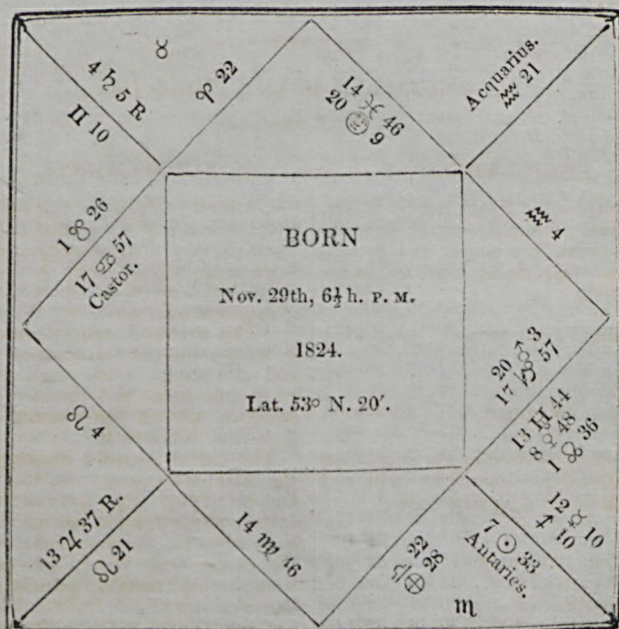 4 ♄ 5 R
♊ 10
♉
♈ 22
14 ♓ 46
20 ☽ 9
Acquarius.
♒ 21
♒ 4
1 ☋ 26
17 ♋ 57
Castor.
BORN
Nov. 29th, 6½ h. P. M.
1824.
Lat. 53° N. 20′.
20 ♂ 3
17 ♑ 57
13 ♅ 44
8 ♀ 48
1 ☊ 36
♌ 4
13 ♃ 37 R.
♌ 21
14 ♍ 46
22 ⊕ 28
♎
♏
7 ☉ 33
Antaries.
12 ☿ 10
♐ 10